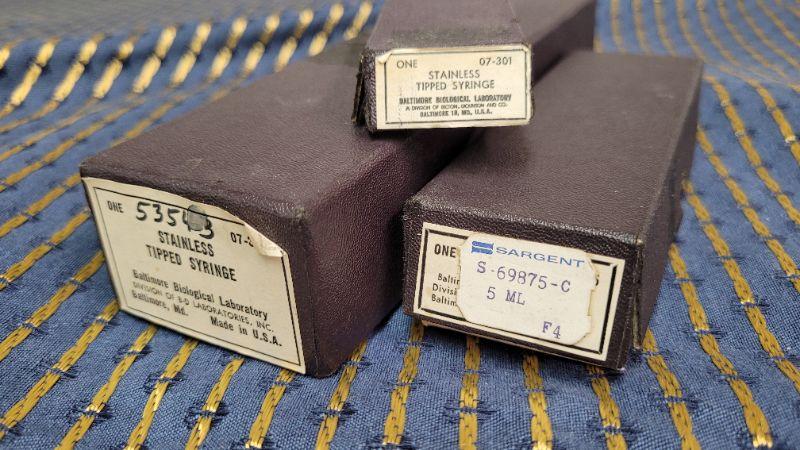 ONE 07-301
STAINLESS
TIPPED SYRINGE
BALTIMORE BIOLOGICAL LABORATORY
A DIVISION OF BECTON, DICKINSON AND CO.
BALTIMORE 18, MD., U.S.A.
ONE 07-
STAINLESS
TIPPED SYRINGE
Baltimore Biological Laboratory
DIVISION OF B-D LABORATORIES, INC.
Baltimore, Md. Made in U.S.A.
ONE
SARGENT
S-69875-C
5 ML
F4